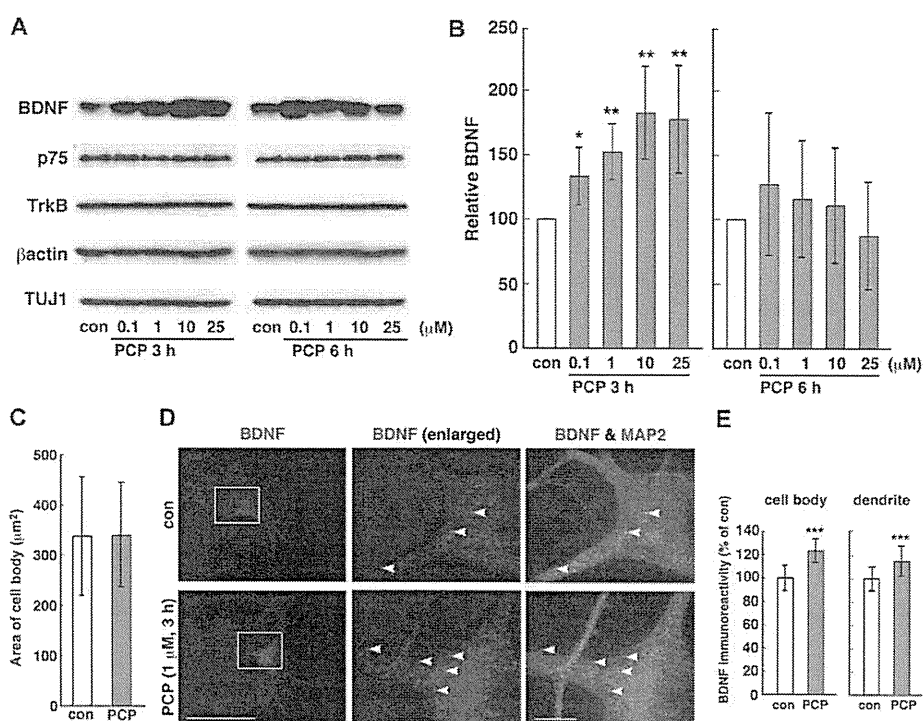 A
BDNF
p75
TrkB
βactin
TUJ1
con 0.1 1 10 25 con 0.1 1 10 25 (μM)
PCP 3 h PCP 6 h
B
Relative BDNF
250
200
150
100
50
0
* ** ** **
con 0.1 1 10 25 con 0.1 1 10 25 (μM)
PCP 3 h PCP 6 h
C
Area of cell body (μm²)
500
400
300
200
100
0
con PCP
D
BDNF BDNF (enlarged) BDNF & MAP2
con
PCP (1 μM, 3 h)
E
cell body dendrite
BDNF immunoreactivity (% of con)
140
120
100
80
60
40
20
0
*** ***
con PCP con PCP